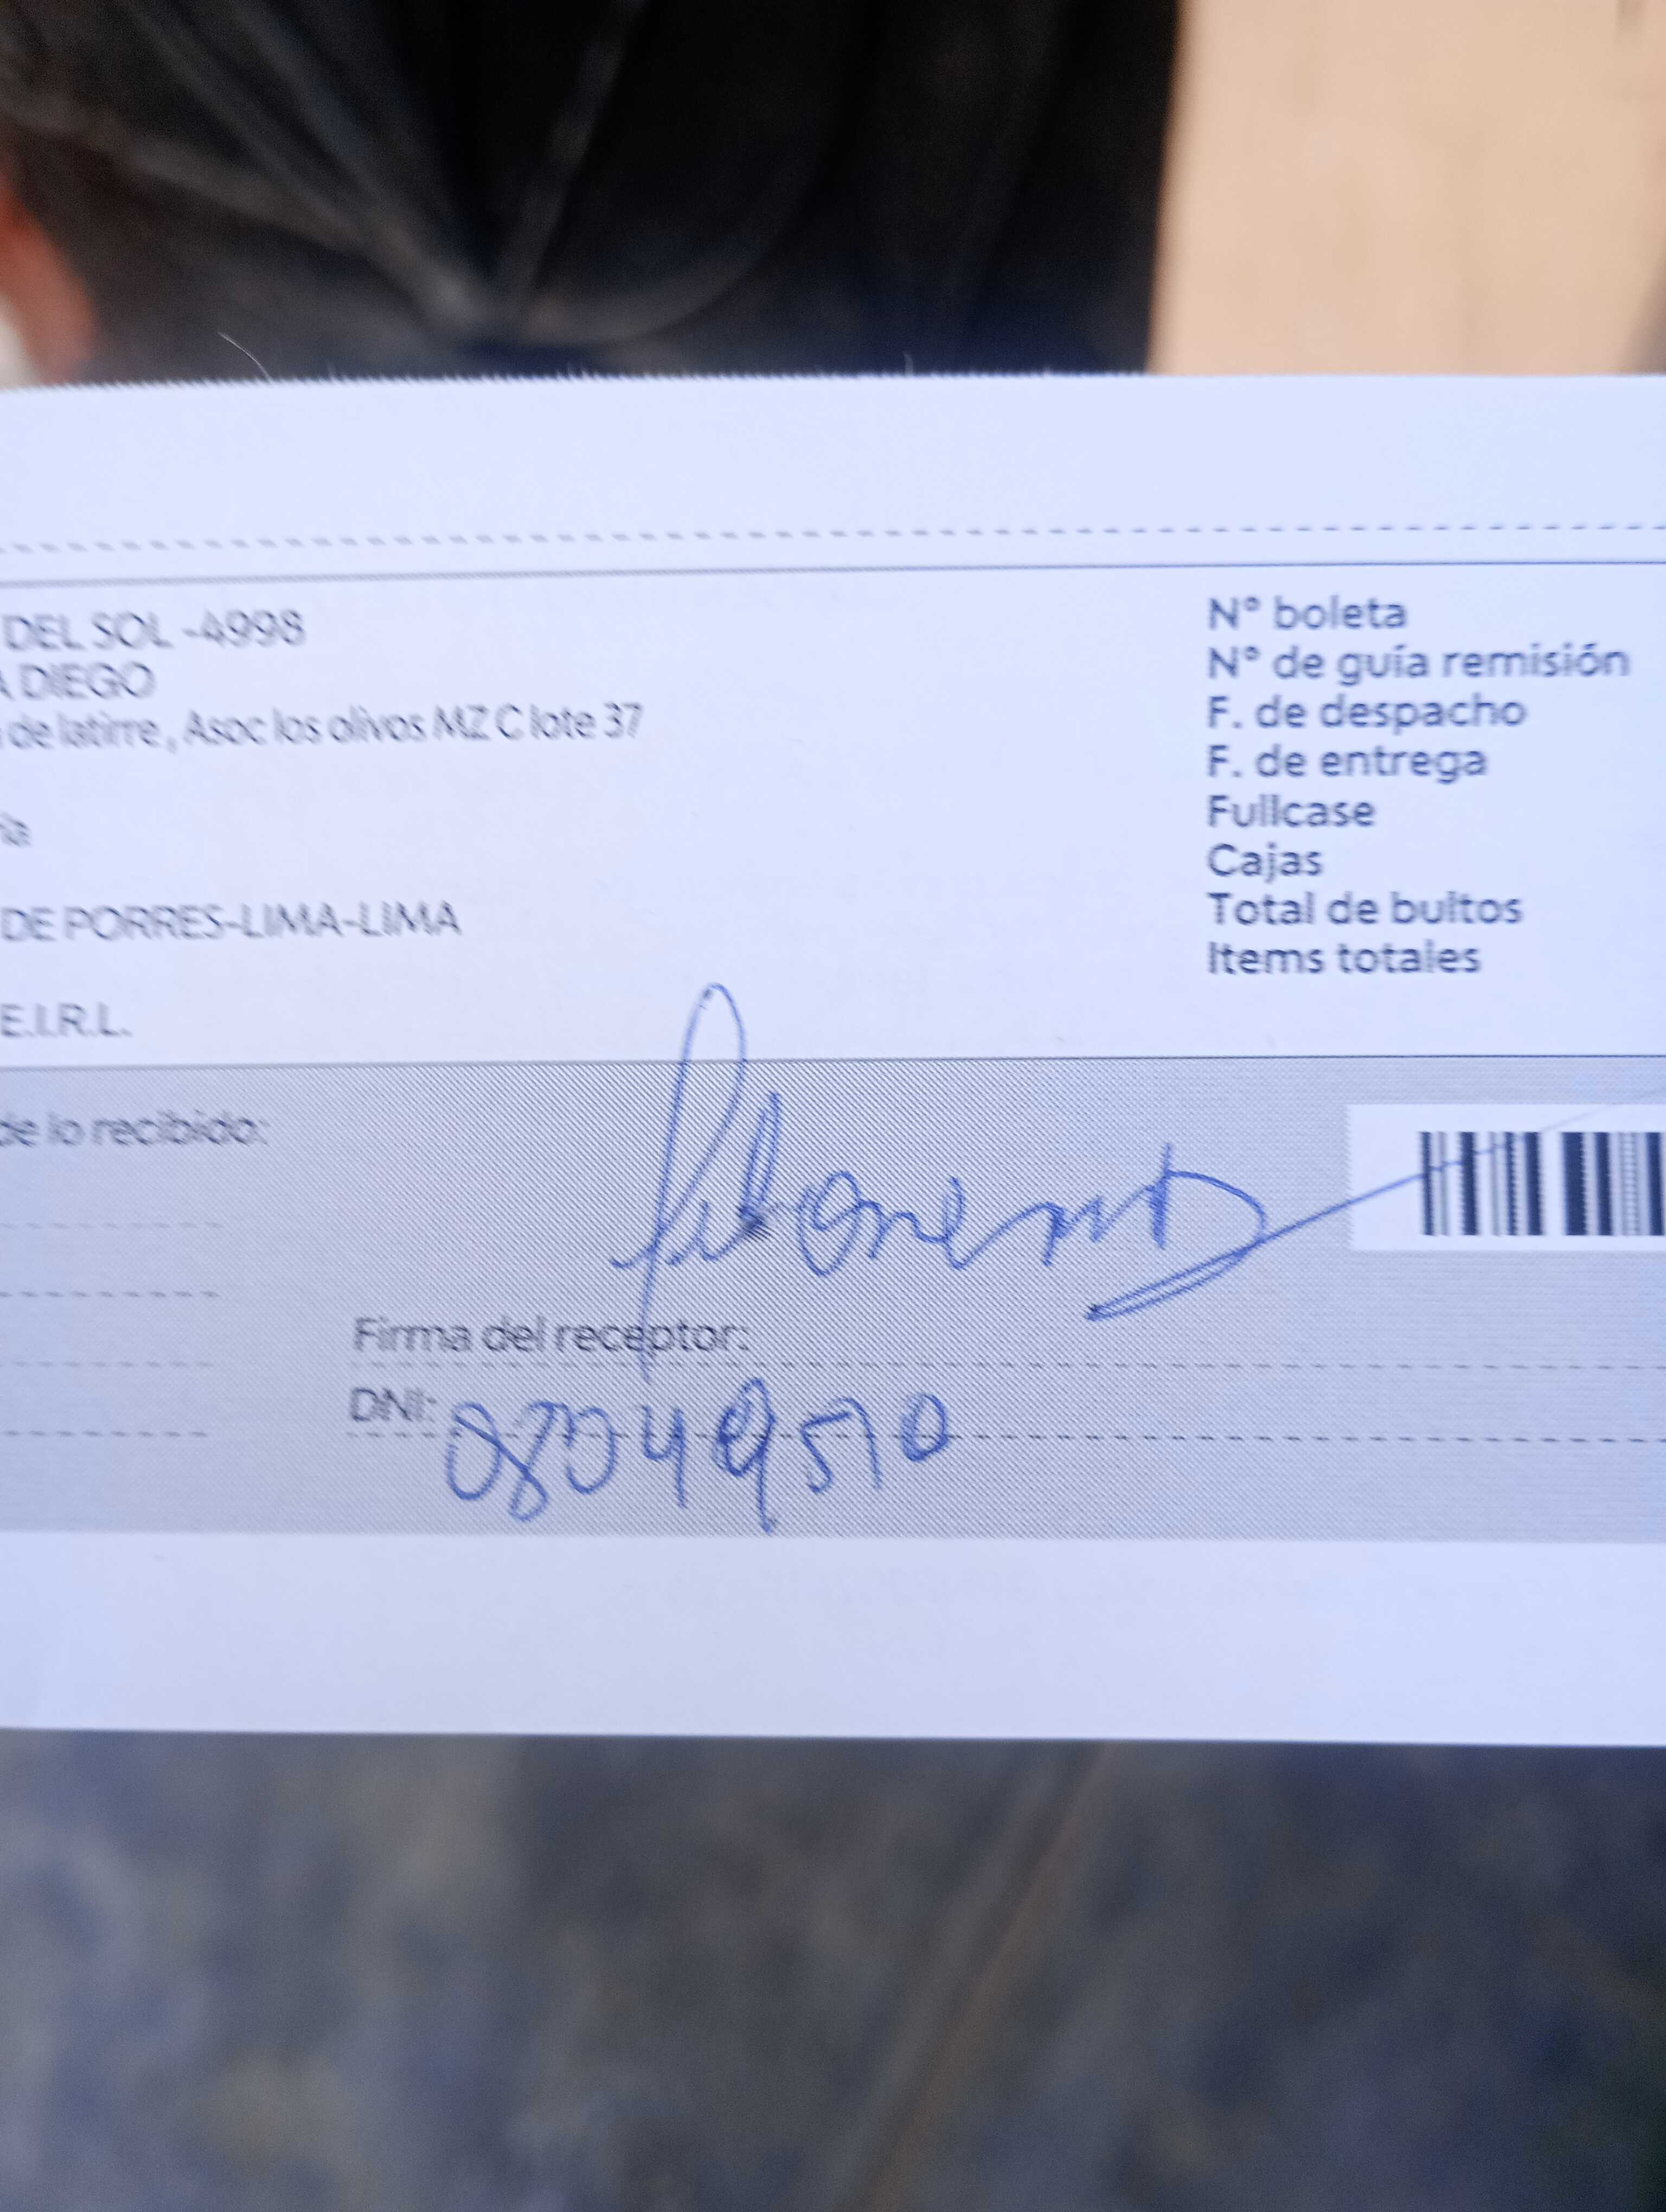 DEL SOL -4998
A DIEGO
de latirre, Asoc los olivos MZ C lote 37
ria
DE PORRES-LIMA-LIMA
E.I.R.L.
N° boleta
N° de guía remisión
F. de despacho
F. de entrega
Fullcase
Cajas
Total de bultos
Items totales
de lo recibido:
Firma del receptor:
DNI: 08049510